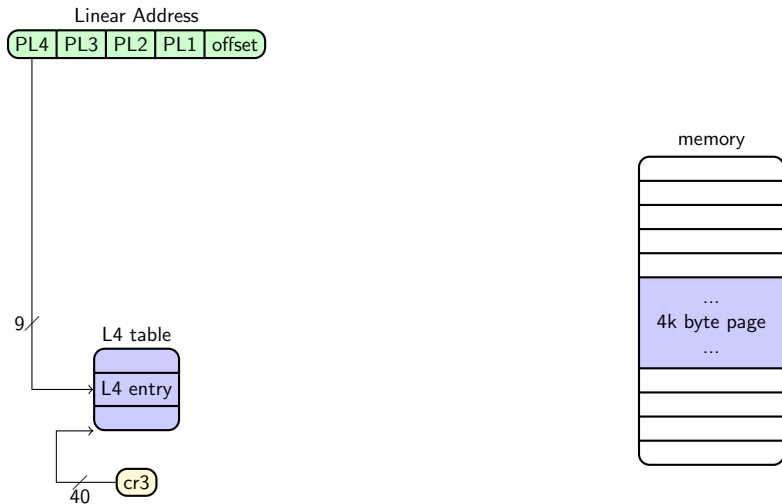 Linear Address
PL4 PL3 PL2 PL1 offset
memory
...
4k byte page
...
9
L4 table
L4 entry
cr3
40